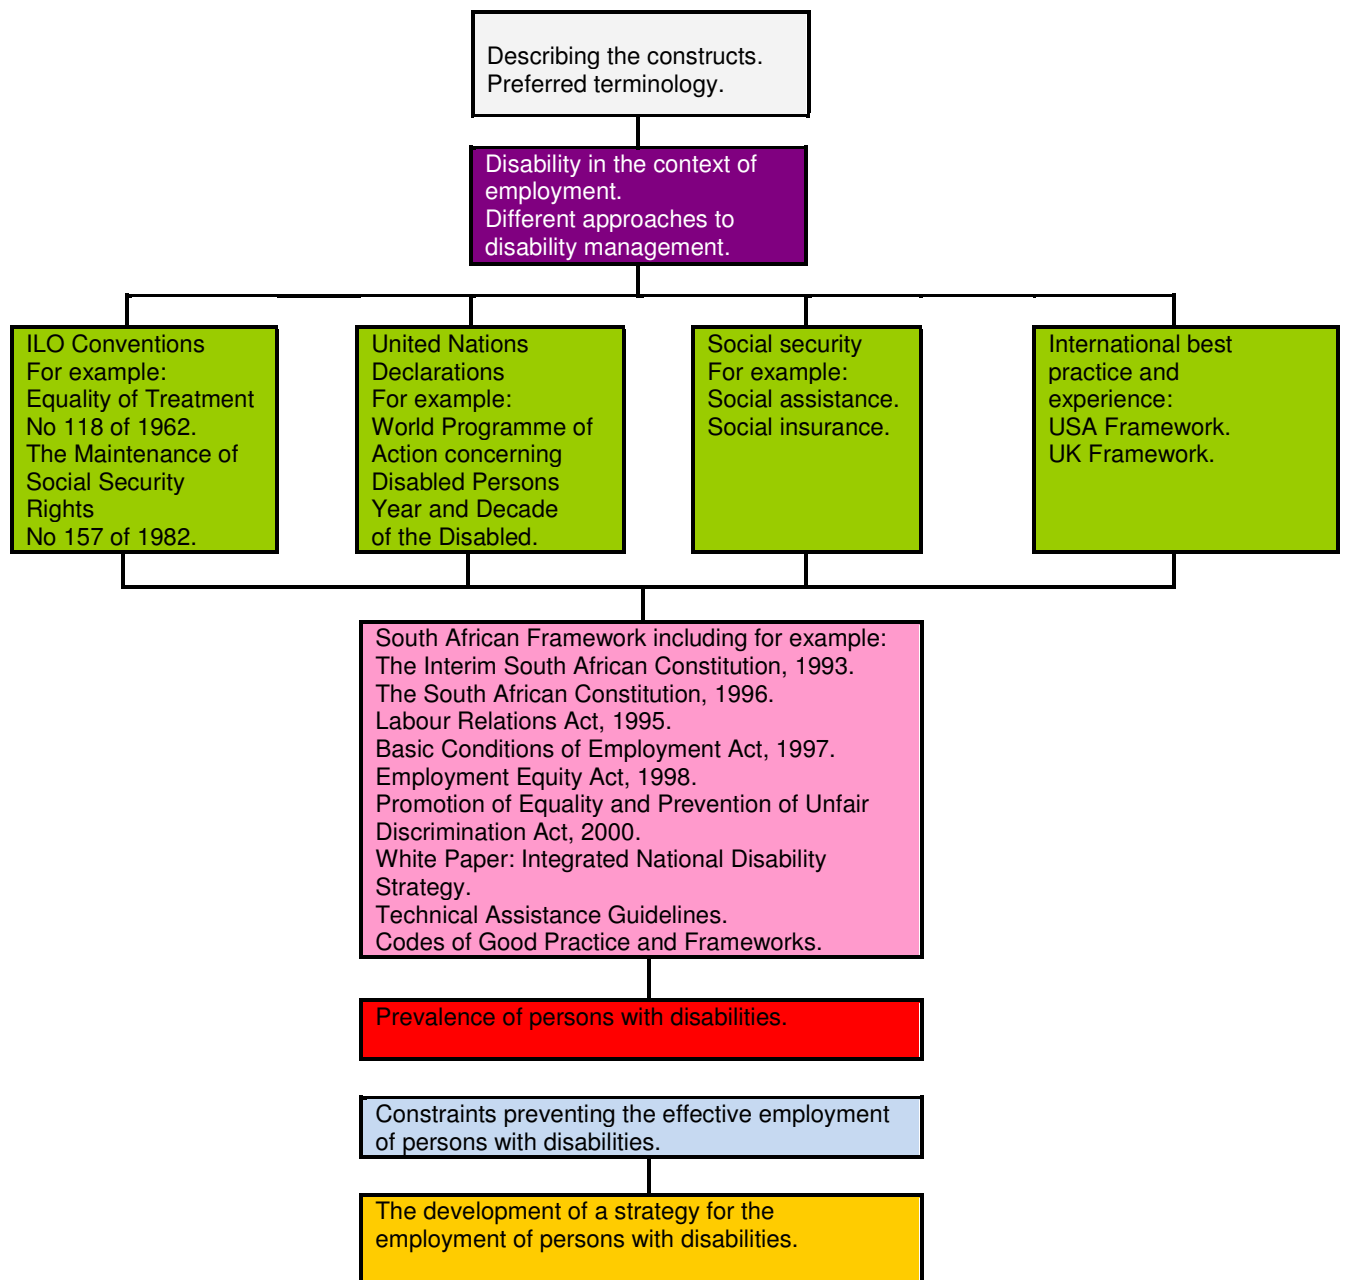 Describing the constructs.
Preferred terminology.
Disability in the context of
employment.
Different approaches to
disability management.
ILO Conventions
For example:
Equality of Treatment
No 118 of 1962.
The Maintenance of
Social Security
Rights
No 157 of 1982.
United Nations
Declarations
For example:
World Programme of
Action concerning
Disabled Persons
Year and Decade
of the Disabled.
Social security
For example:
Social assistance.
Social insurance.
International best
practice and
experience:
USA Framework.
UK Framework.
South African Framework including for example:
The Interim South African Constitution, 1993.
The South African Constitution, 1996.
Labour Relations Act, 1995.
Basic Conditions of Employment Act, 1997.
Employment Equity Act, 1998.
Promotion of Equality and Prevention of Unfair
Discrimination Act, 2000.
White Paper: Integrated National Disability
Strategy.
Technical Assistance Guidelines.
Codes of Good Practice and Frameworks.
Prevalence of persons with disabilities.
Constraints preventing the effective employment
of persons with disabilities.
The development of a strategy for the
employment of persons with disabilities.